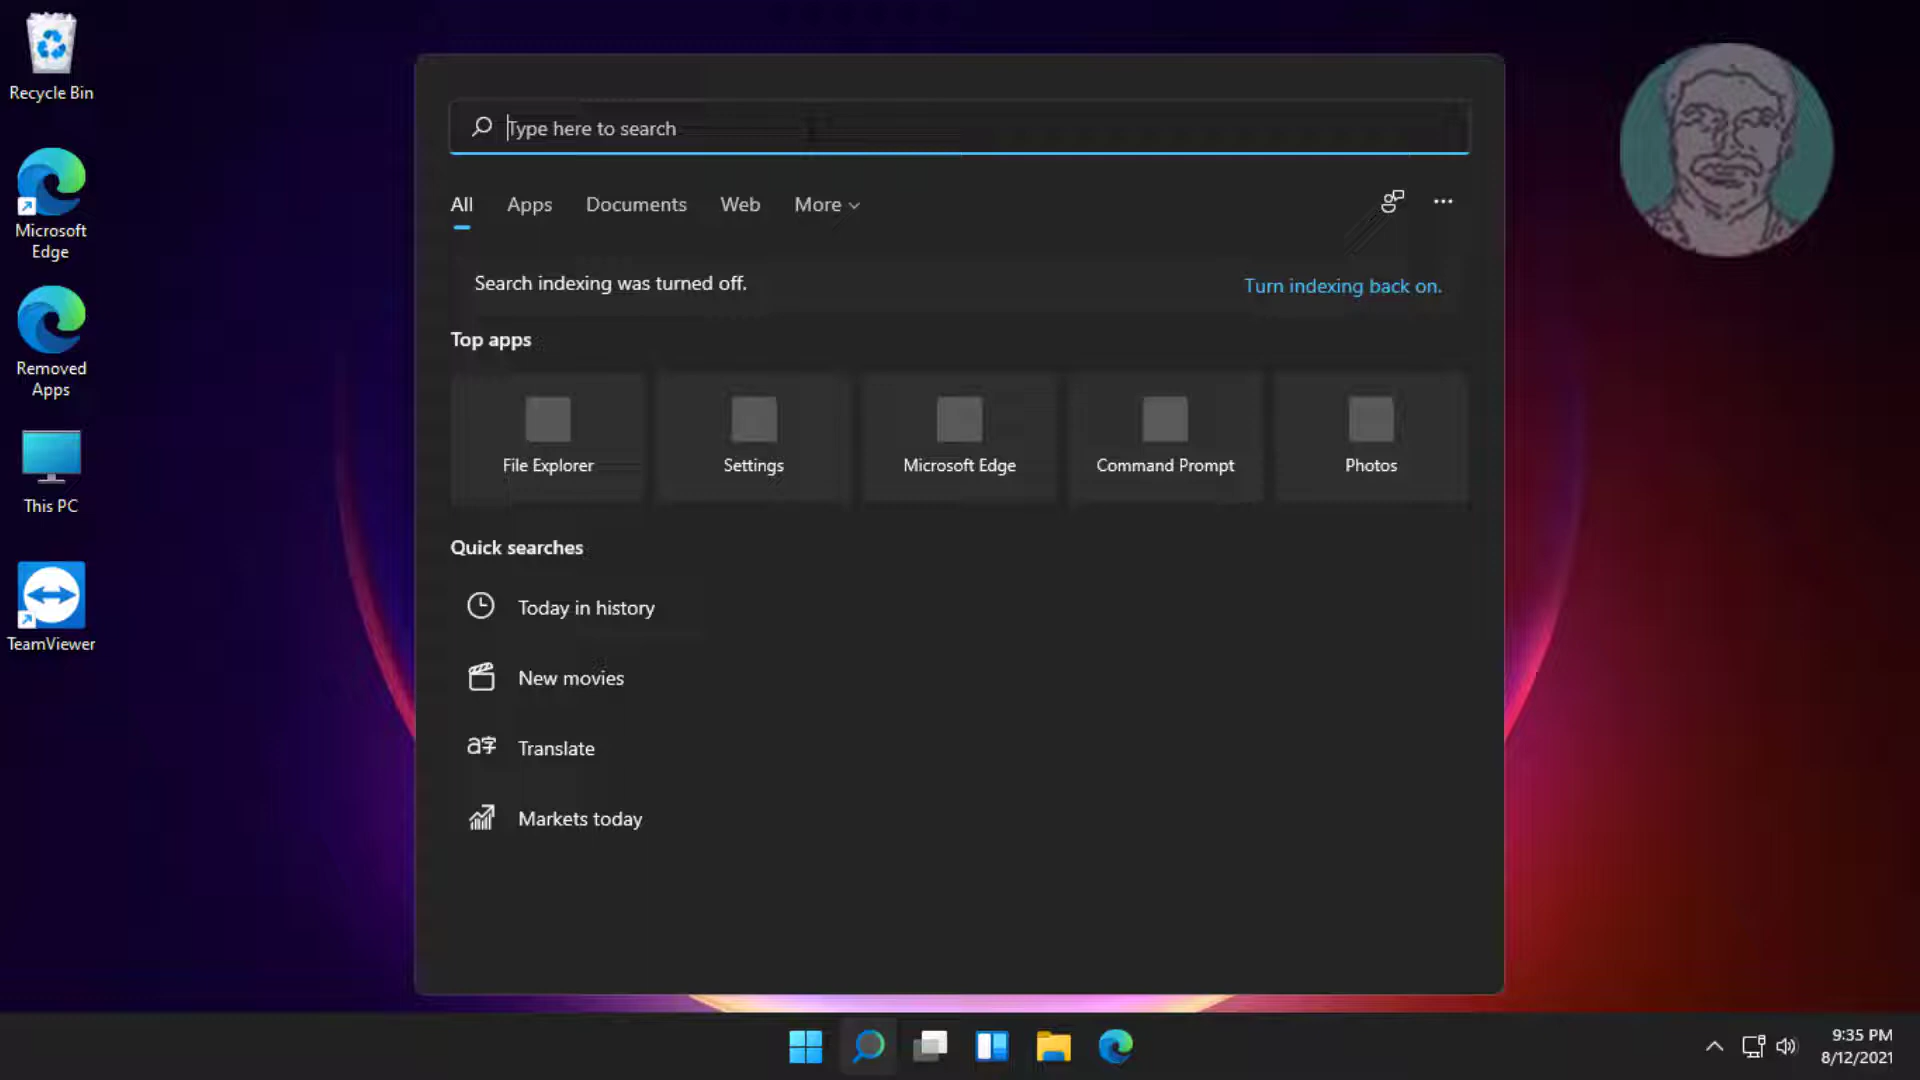 Recycle Bin
Microsoft
Edge
Removed
Apps
This PC
TeamViewer
Type here to search
All Apps Documents Web More
Search indexing was turned off. Turn indexing back on.
Top apps
File Explorer Settings Microsoft Edge Command Prompt Photos
Quick searches
Today in history
New movies
Translate
Markets today
9:35 PM
8/12/2021